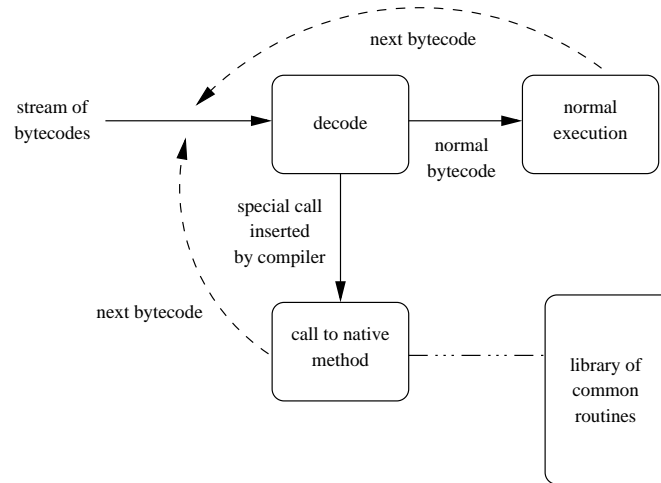 next bytecode
stream of
bytecodes
decode
normal
execution
normal
bytecode
special call
inserted
by compiler
next bytecode
call to native
method
library of
common
routines